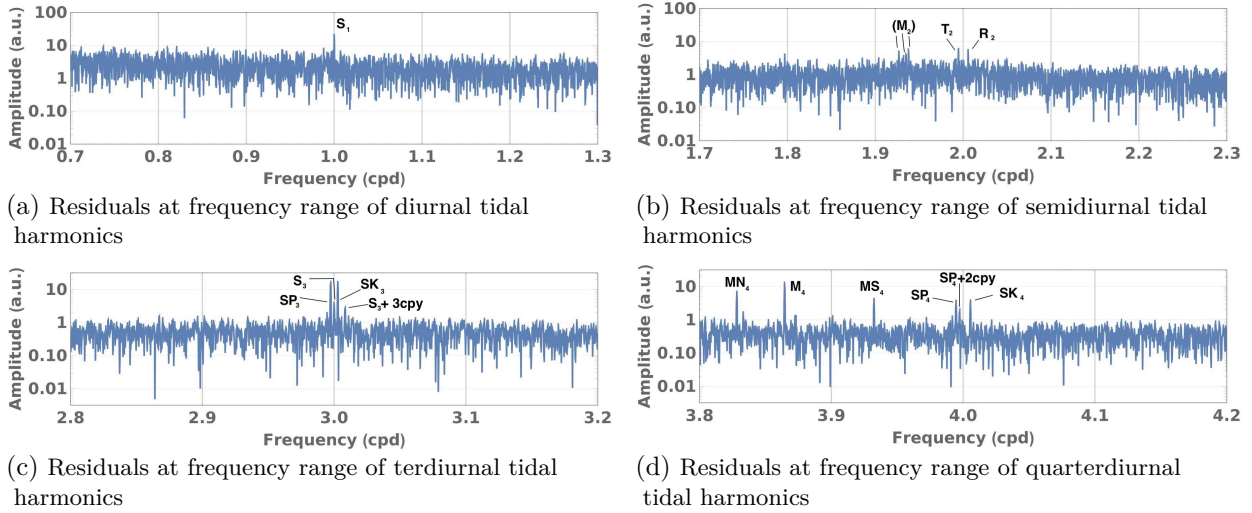 Amplitude (a.u.)
100
10
1
0.10
0.01
S₁
0.7 0.8 0.9 1.0 1.1 1.2 1.3
Frequency (cpd)
(a) Residuals at frequency range of diurnal tidal
harmonics
Amplitude (a.u.)
100
10
1
0.10
0.01
(M₂) T₂ R₂
1.7 1.8 1.9 2.0 2.1 2.2 2.3
Frequency (cpd)
(b) Residuals at frequency range of semidiurnal tidal
harmonics
Amplitude (a.u.)
10
1
0.10
0.01
S₃ SK₃
SP₃ S₃+ 3cpy
2.8 2.9 3.0 3.1 3.2
Frequency (cpd)
(c) Residuals at frequency range of terdiurnal tidal
harmonics
Amplitude (a.u.)
10
1
0.10
0.01
SP₄+2cpy
MN₄ M₄ MS₄ SP₄ SK₄
3.8 3.9 4.0 4.1 4.2
Frequency (cpd)
(d) Residuals at frequency range of quarterdiurnal
tidal harmonics